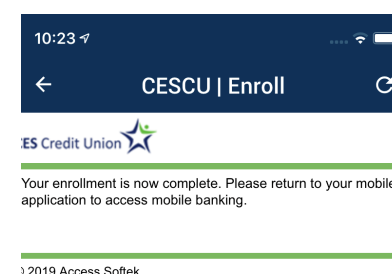 10:23
CESCU | Enroll
ES Credit Union
Your enrollment is now complete. Please return to your mobile
application to access mobile banking.
2019 Access Softek